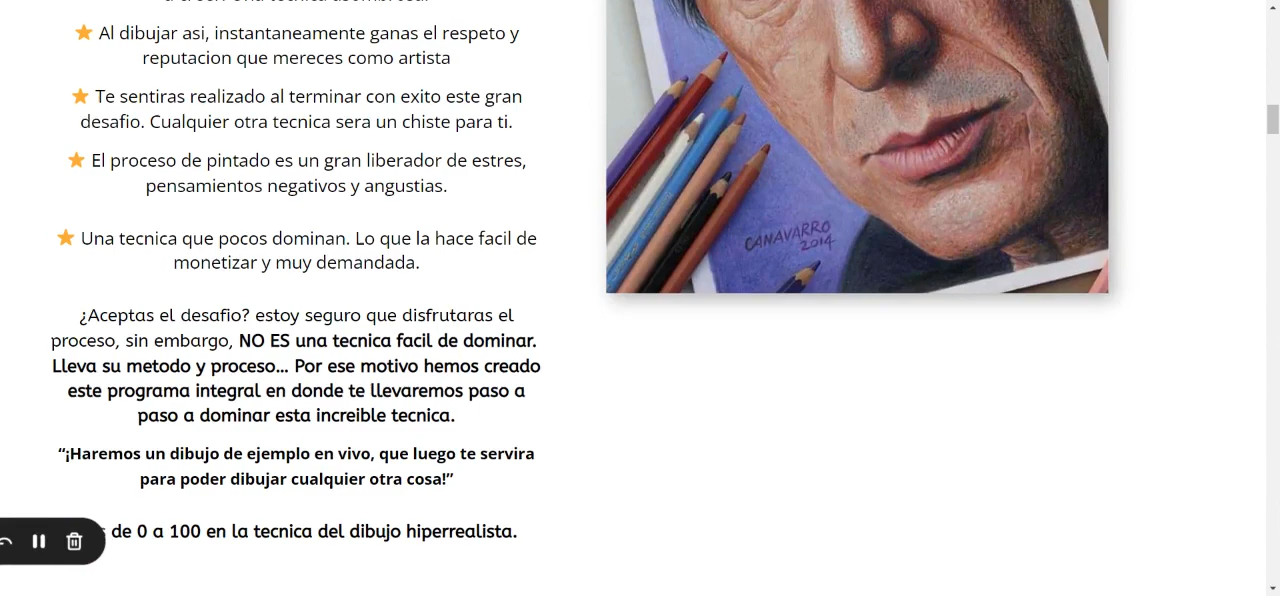 Al dibujar asi, instantaneamente ganas el respeto y
reputacion que mereces como artista
Te sentiras realizado al terminar con exito este gran
desafio. Cualquier otra tecnica sera un chiste para ti.
El proceso de pintado es un gran liberador de estres,
pensamientos negativos y angustias.
Una tecnica que pocos dominan. Lo que la hace facil de
monetizar y muy demandada.
¿Aceptas el desafio? estoy seguro que disfrutaras el
proceso, sin embargo, NO ES una tecnica facil de dominar.
Lleva su metodo y proceso... Por ese motivo hemos creado
este programa integral en donde te llevaremos paso a
paso a dominar esta increible tecnica.
“¡Haremos un dibujo de ejemplo en vivo, que luego te servira
para poder dibujar cualquier otra cosa!”
de 0 a 100 en la tecnica del dibujo hiperrealista.
CANAVARRO
2014